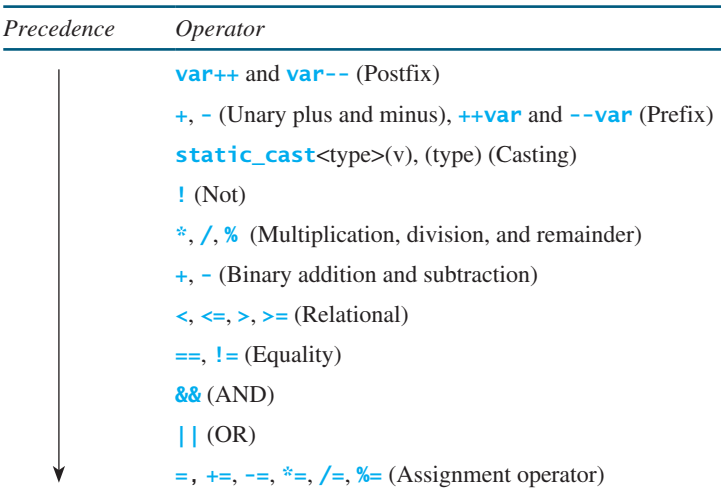 Precedence Operator
var++ and var-- (Postfix)
+, - (Unary plus and minus), ++var and --var (Prefix)
static_cast<type>(v), (type) (Casting)
! (Not)
*, /, % (Multiplication, division, and remainder)
+, - (Binary addition and subtraction)
<, <=, >, >= (Relational)
==, != (Equality)
&& (AND)
|| (OR)
=, +=, -=, *=, /=, %= (Assignment operator)